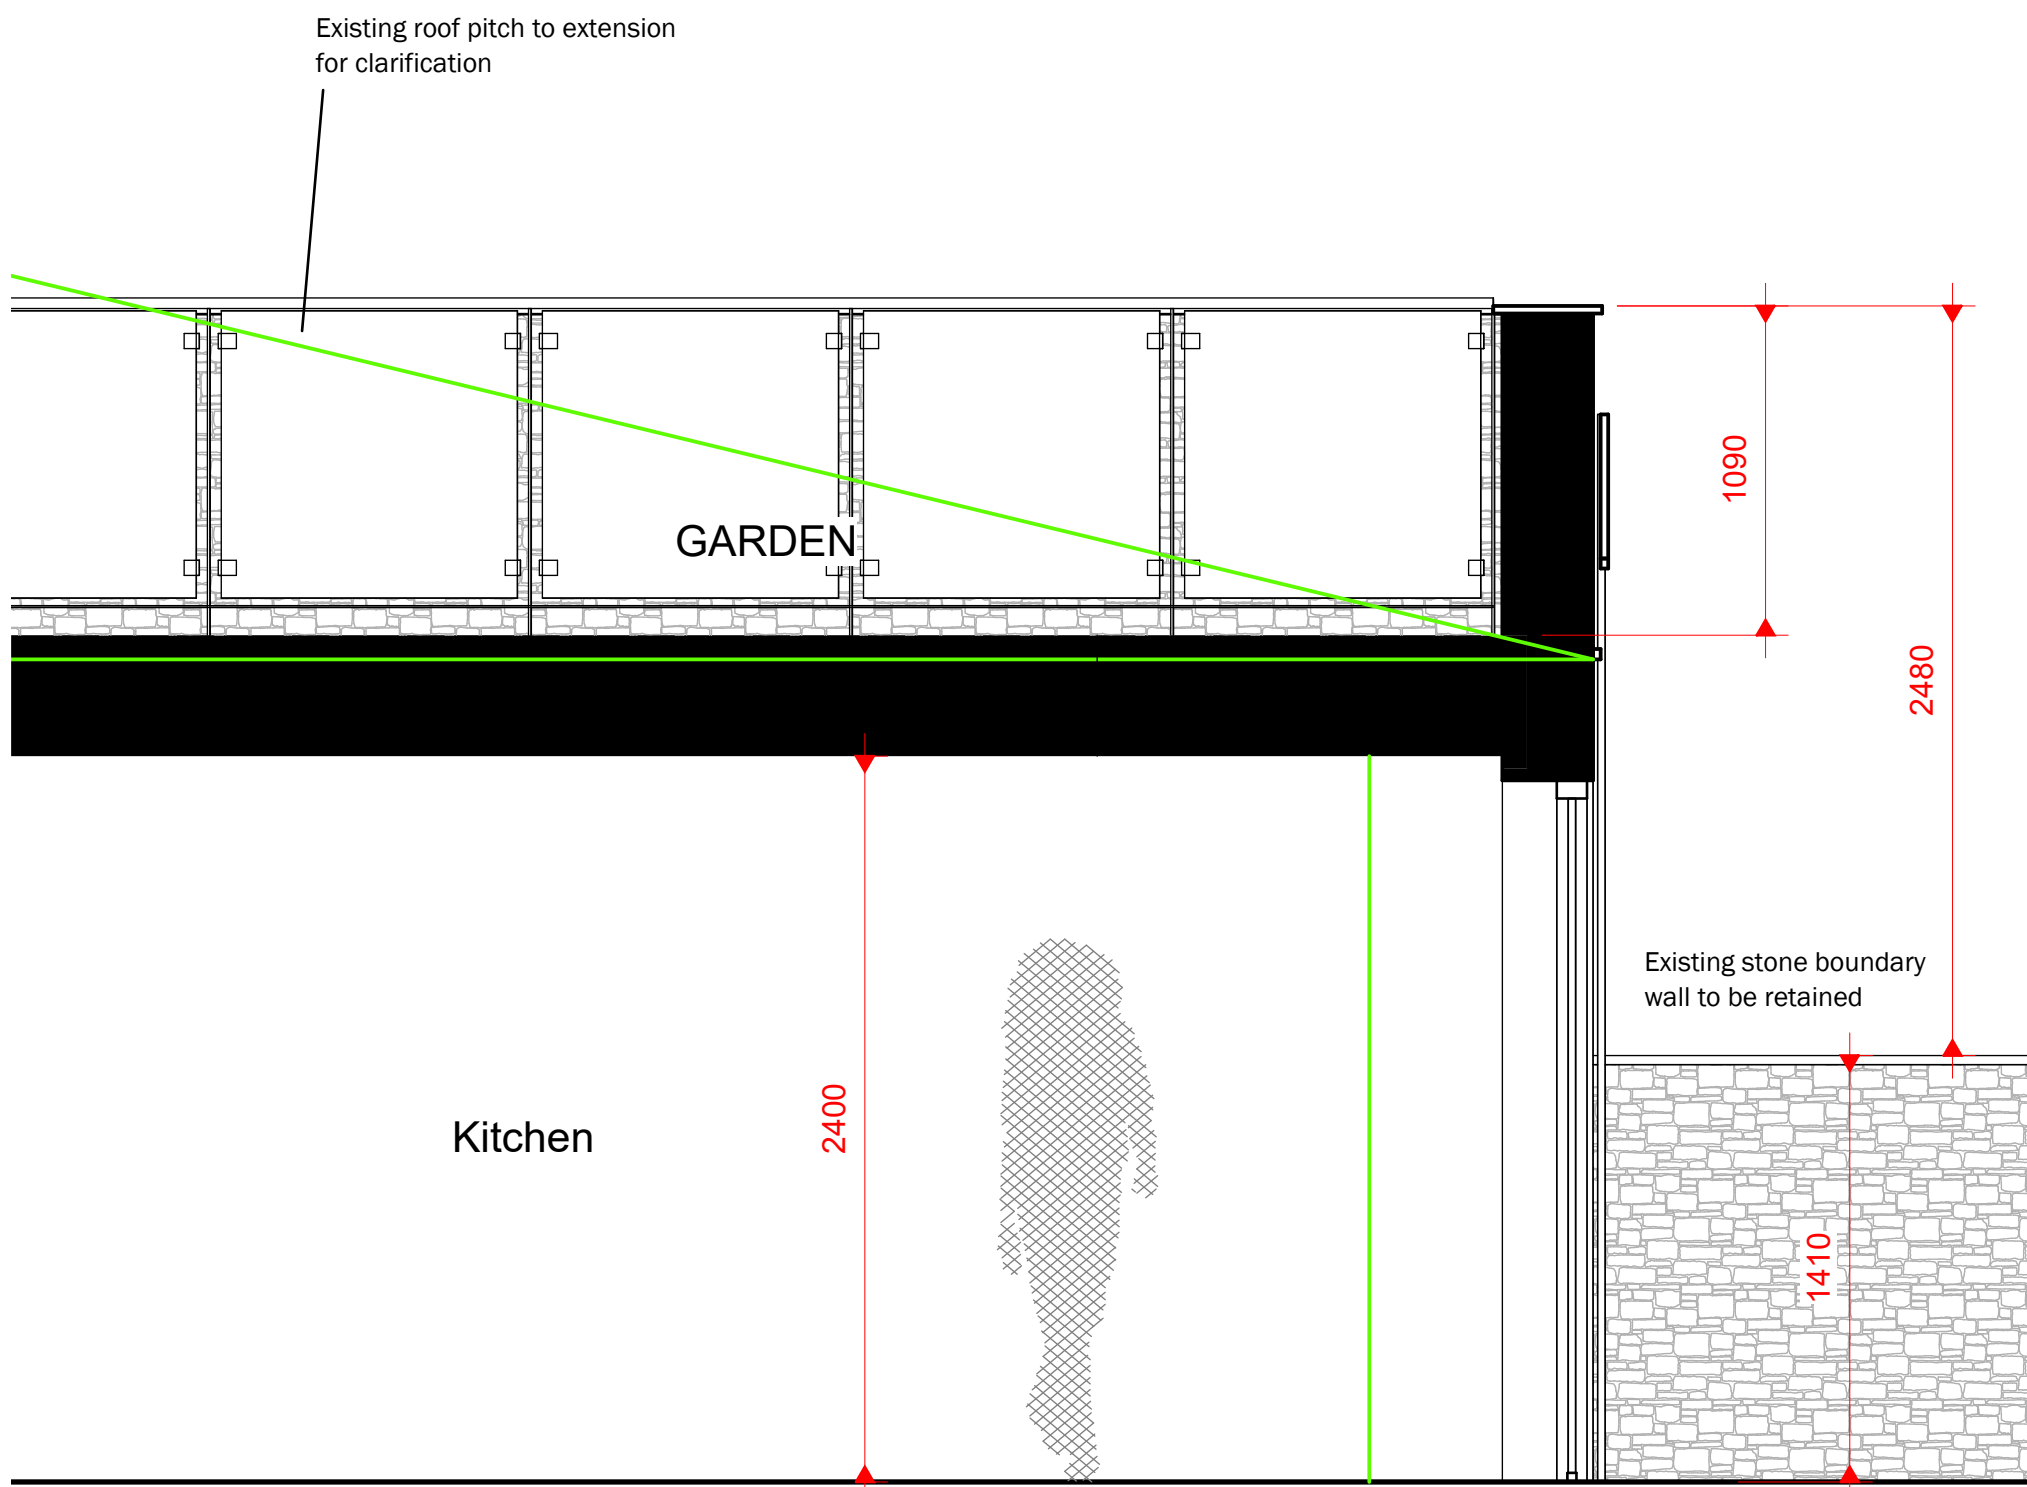 Existing roof pitch to extension
for clarification
GARDEN
1090
2480
Existing stone boundary
wall to be retained
Kitchen
2400
1410